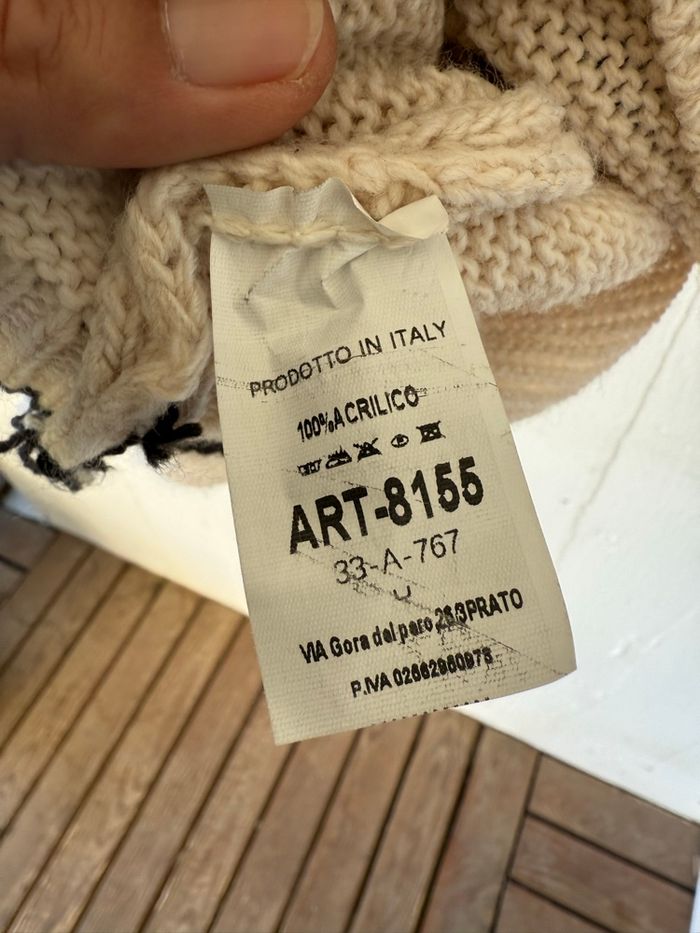 PRODOTTO IN ITALY
100%ACRILICO
ART-8155
33-A-767
U
VIA Gora del pero PRATO
P.IVA